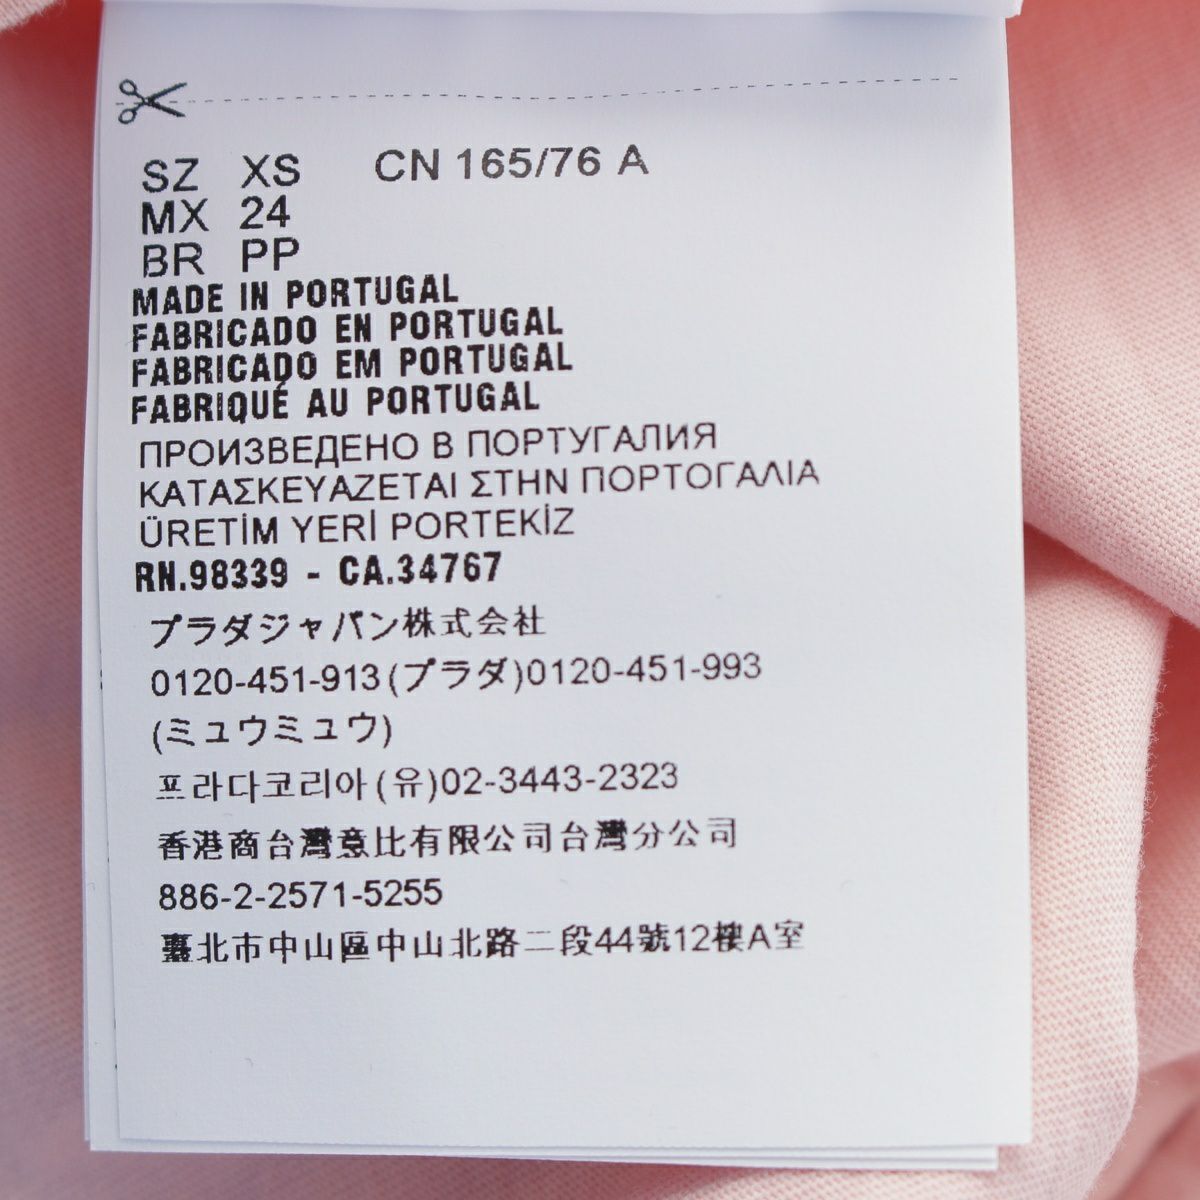 SZ XS CN 165/76 A
MX 24
BR PP
MADE IN PORTUGAL
FABRICADO EN PORTUGAL
FABRICADO EM PORTUGAL
FABRIQUÉ AU PORTUGAL
ПРОИЗВЕДЕНО В ПОРТУГАЛИЯ
ΚΑΤΑΣΚΕΥΑΖΕΤΑΙ ΣΤΗΝ ΠΟΡΤΟΓΑΛΙΑ
ÜRETİM YERİ PORTEKİZ
RN.98339 - CA.34767
プラダジャパン株式会社
0120-451-913(プラダ)0120-451-993
(ミュウミュウ)
프라다코리아(유)02-3443-2323
香港商台灣意比有限公司台灣分公司
886-2-2571-5255
臺北市中山區中山北路二段44號12樓A室